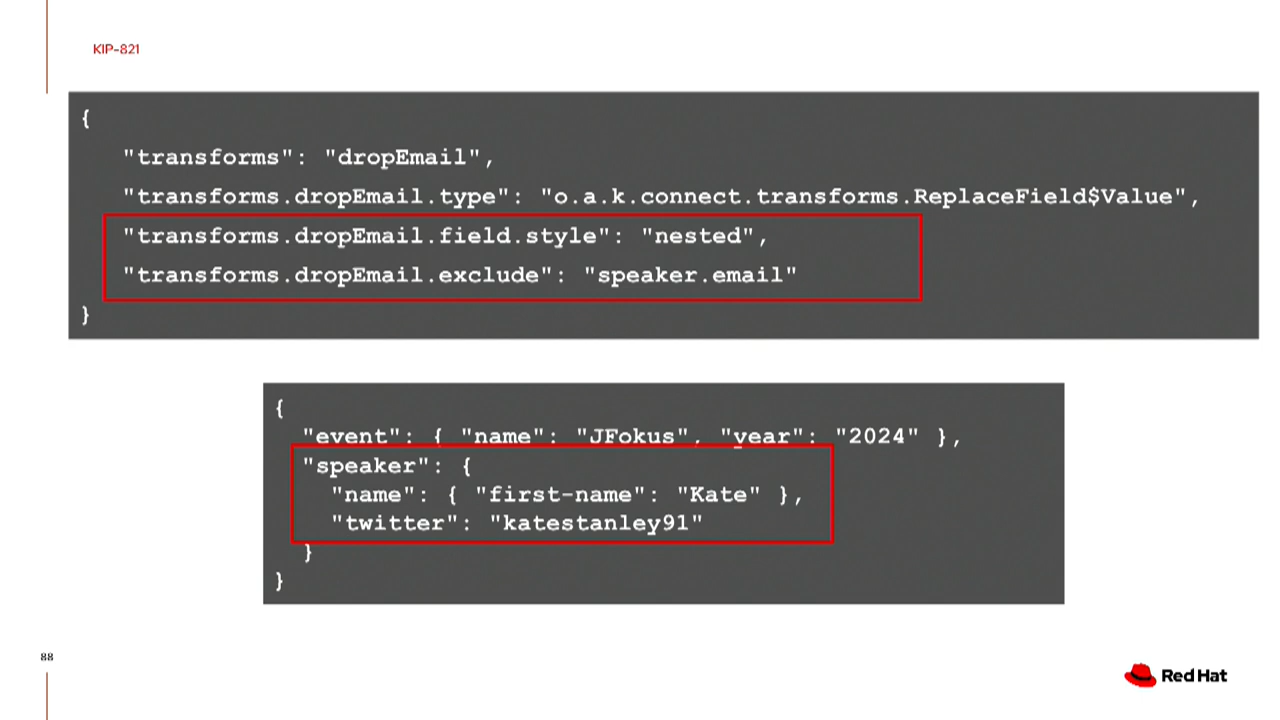 KIP-821
{
"transforms": "dropEmail",
"transforms.dropEmail.type": "o.a.k.connect.transforms.ReplaceField$Value",
"transforms.dropEmail.field.style": "nested",
"transforms.dropEmail.exclude": "speaker.email"
}
{
"event": { "name": "JFokus", "year": "2024" },
"speaker": {
"name": { "first-name": "Kate" },
"twitter": "katestanley91"
}
}
88
Red Hat